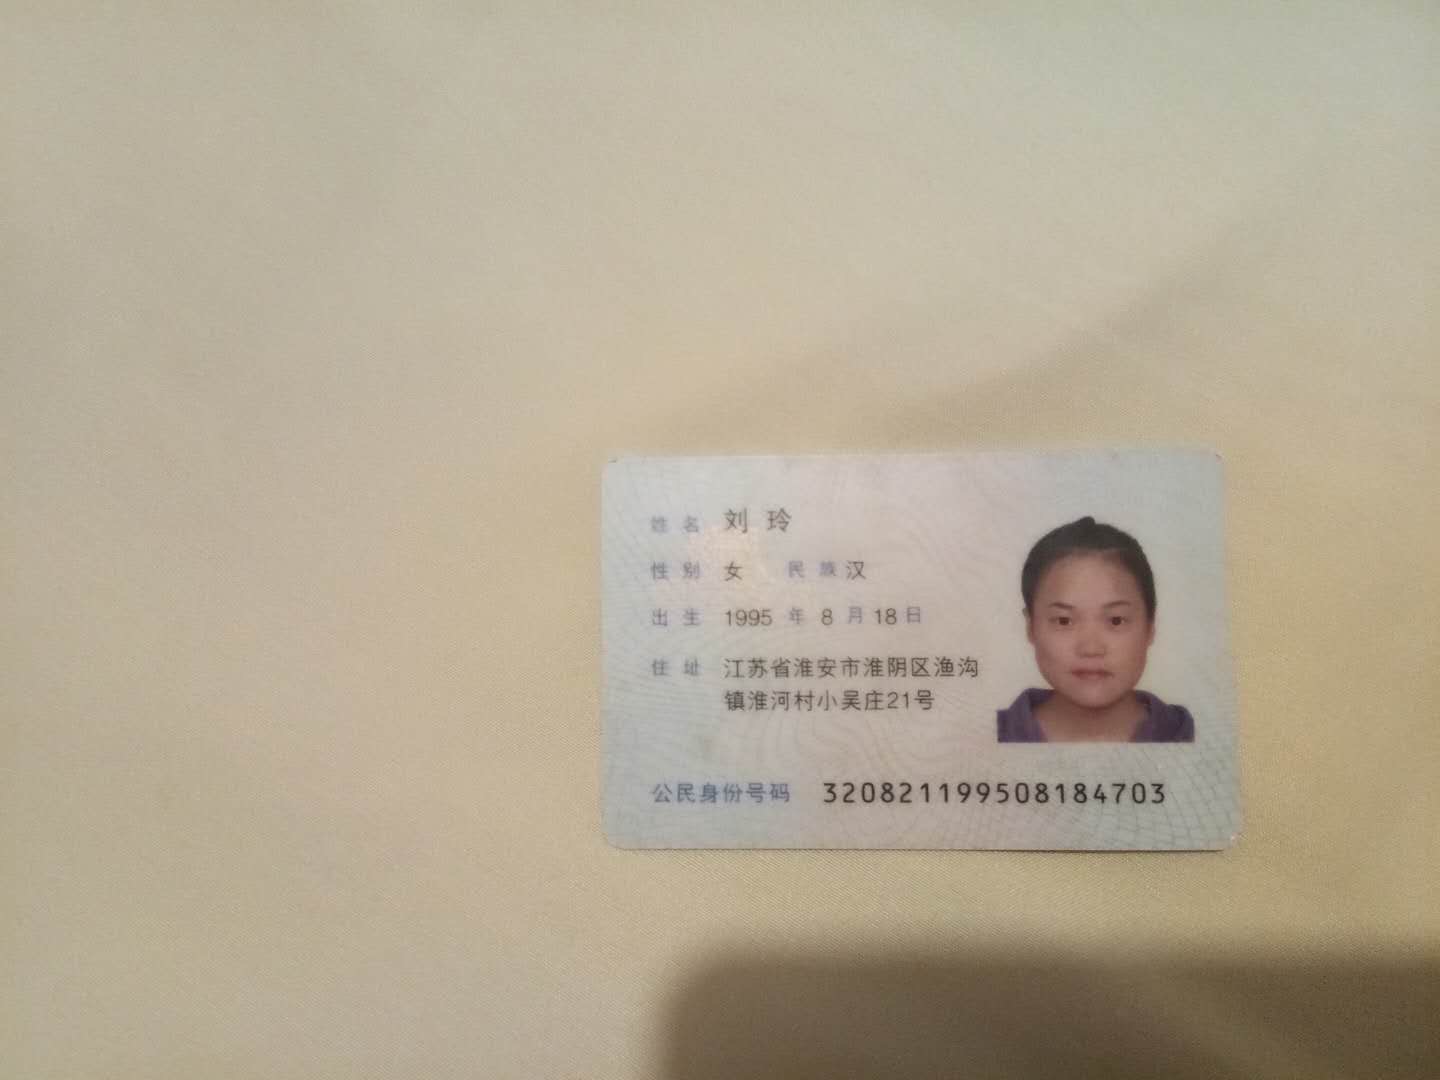 姓名 刘玲
性别 女 民族 汉
出生 1995 年 8 月 18 日
住址 江苏省淮安市淮阴区渔沟
镇淮河村小吴庄21号
公民身份号码 320821199508184703